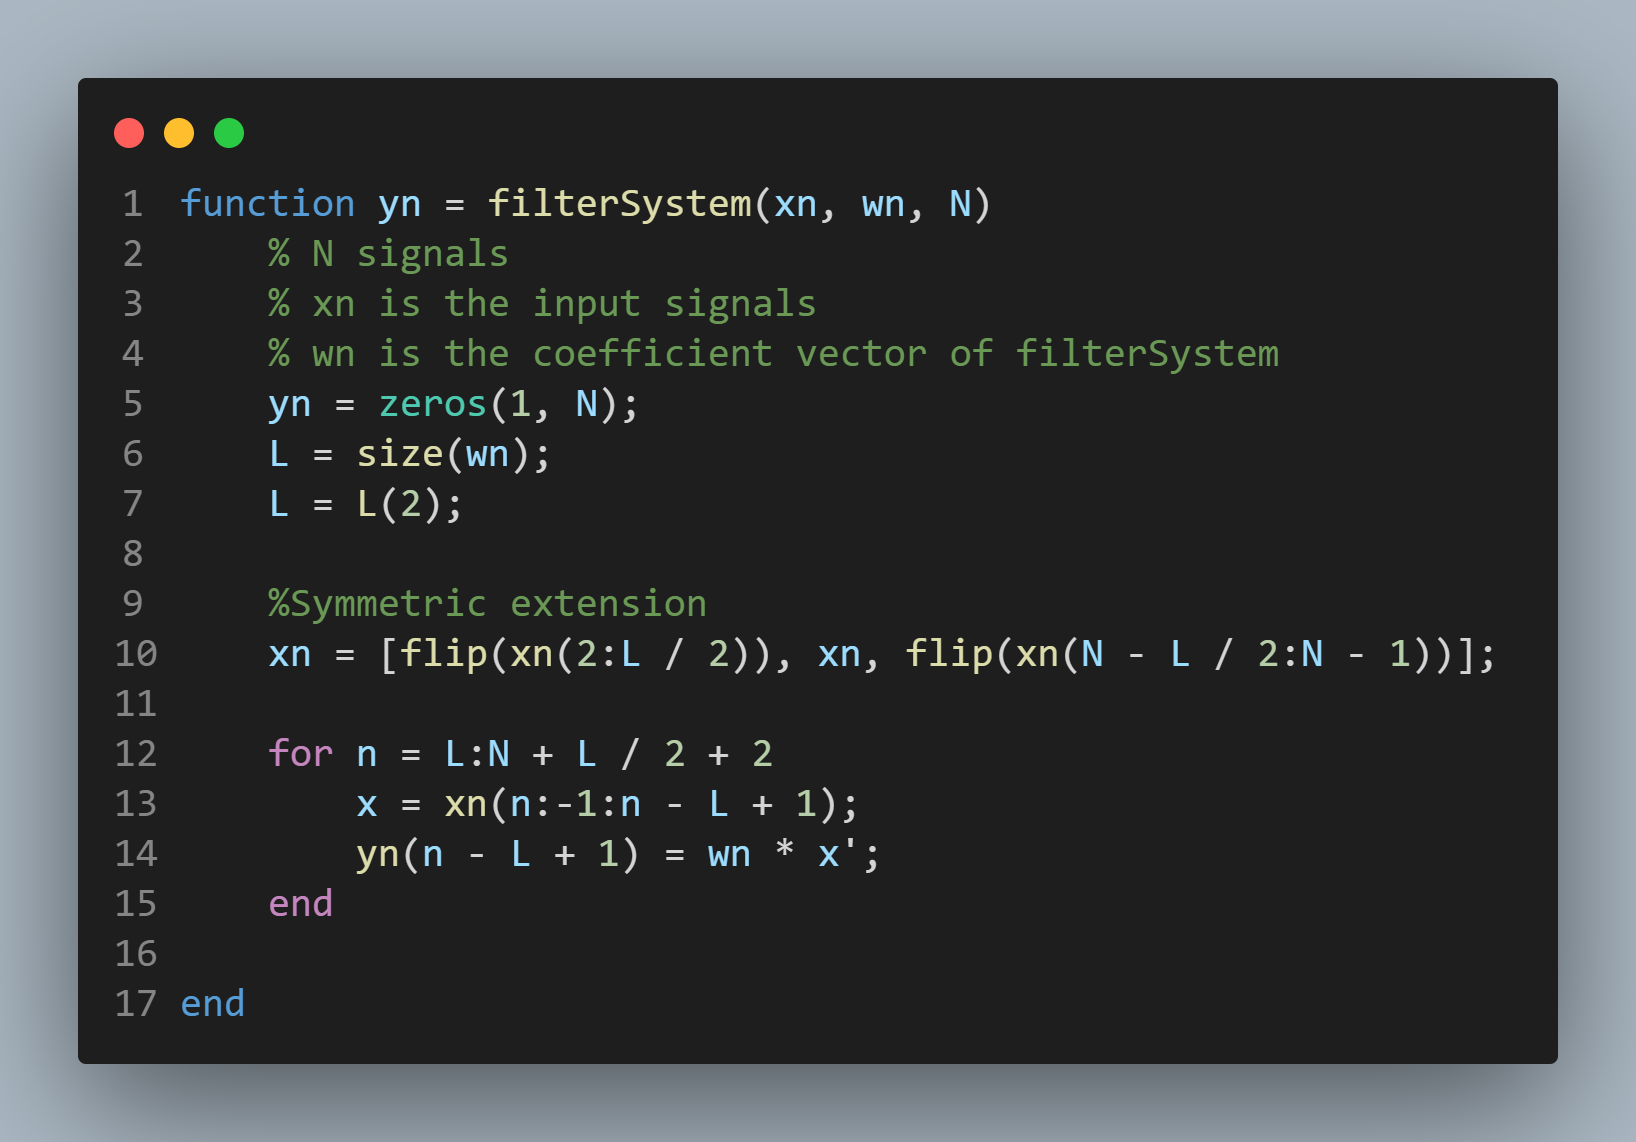 1 function yn = filterSystem(xn, wn, N)
2     % N signals
3     % xn is the input signals
4     % wn is the coefficient vector of filterSystem
5     yn = zeros(1, N);
6     L = size(wn);
7     L = L(2);
8
9     %Symmetric extension
10     xn = [flip(xn(2:L / 2)), xn, flip(xn(N - L / 2:N - 1))];
11
12     for n = L:N + L / 2 + 2
13         x = xn(n:-1:n - L + 1);
14         yn(n - L + 1) = wn * x';
15     end
16
17 end